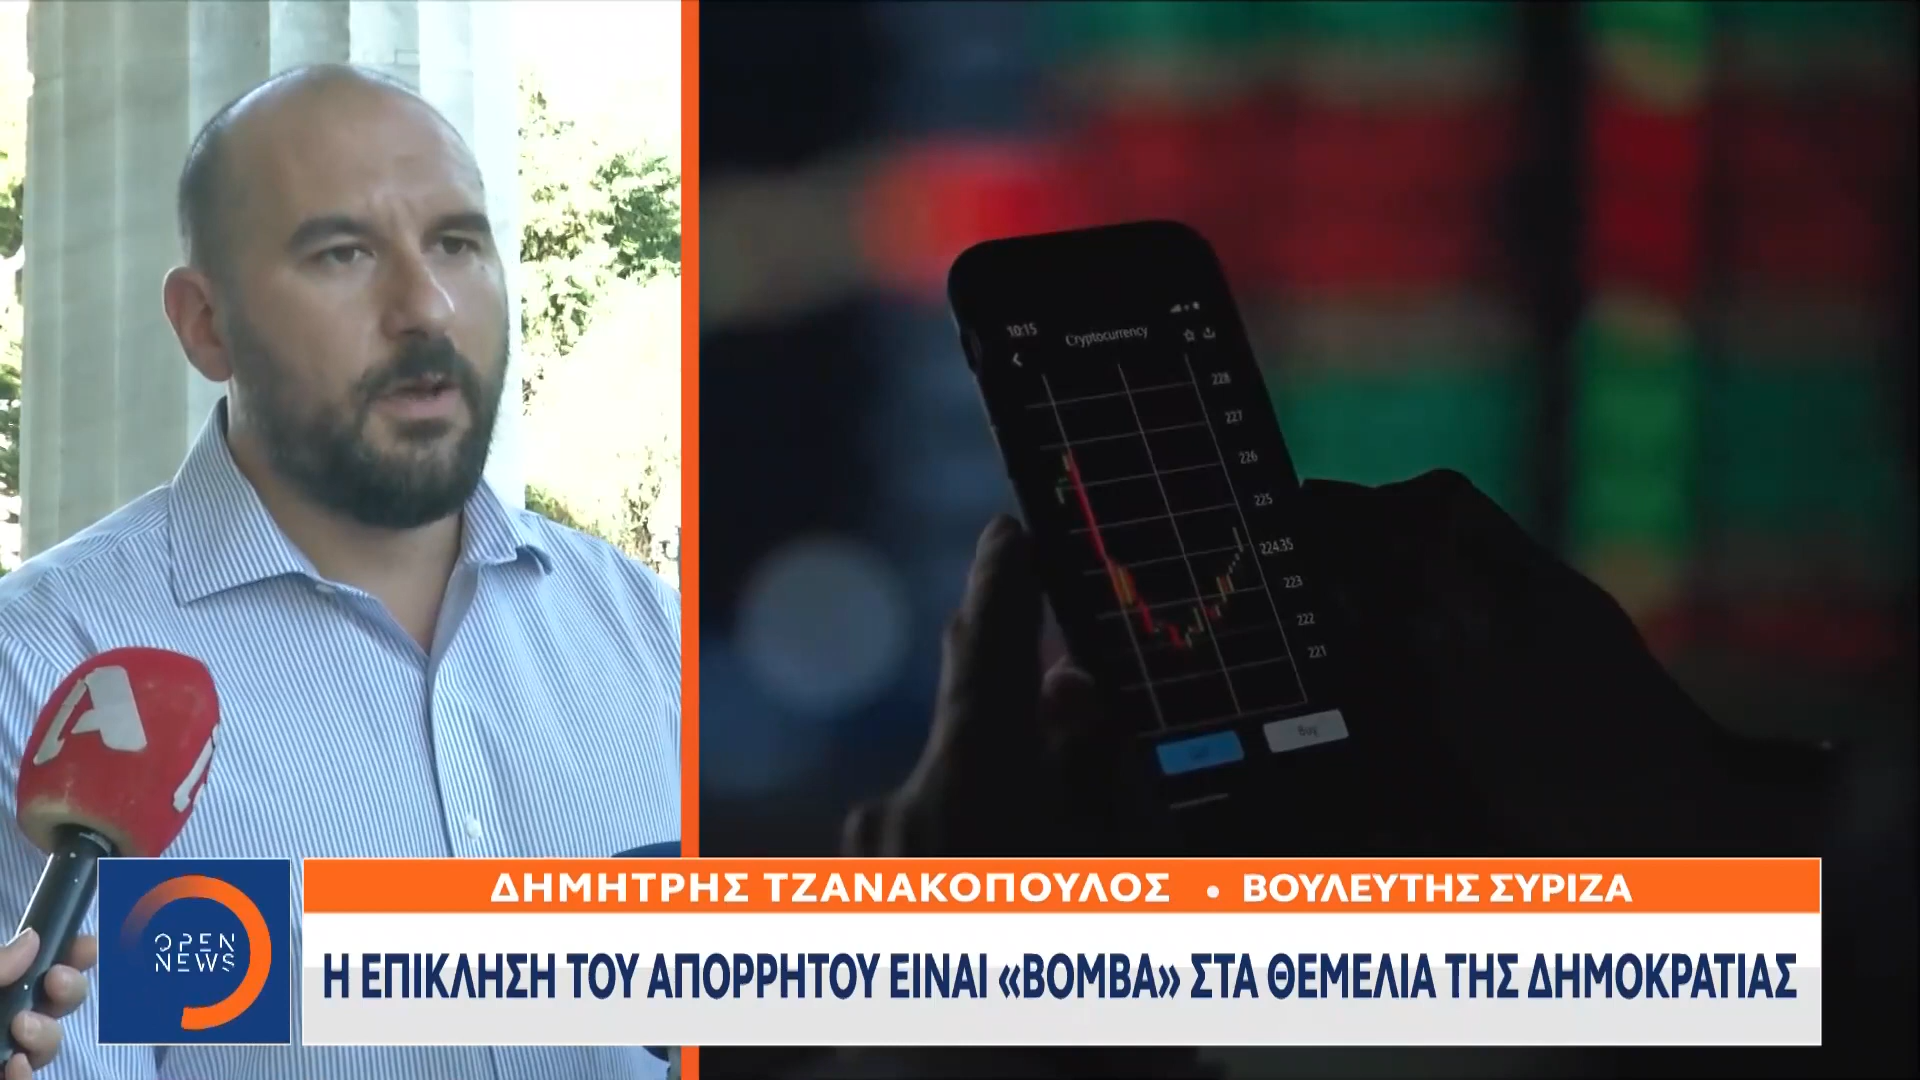 10:15
Cryptocurrency
228
227
226
225
224.35
223
222
221
Buy
A
ΔΗΜΗΤΡΗΣ ΤΖΑΝΑΚΟΠΟΥΛΟΣ • ΒΟΥΛΕΥΤΗΣ ΣΥΡΙΖΑ
OPEN
NEWS
Η ΕΠΙΚΛΗΣΗ ΤΟΥ ΑΠΟΡΡΗΤΟΥ ΕΙΝΑΙ «ΒΟΜΒΑ» ΣΤΑ ΘΕΜΕΛΙΑ ΤΗΣ ΔΗΜΟΚΡΑΤΙΑΣ